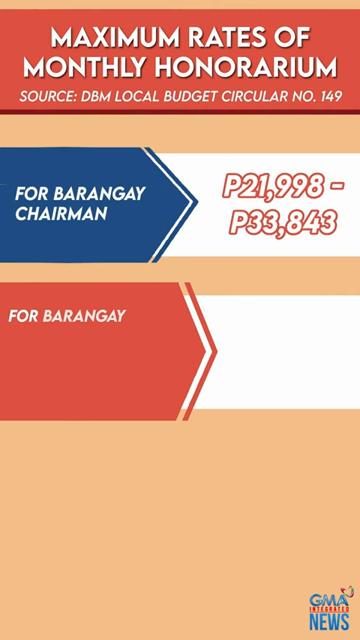 MAXIMUM RATES OF
MONTHLY HONORARIUM
SOURCE: DBM LOCAL BUDGET CIRCULAR NO. 149
FOR BARANGAY
CHAIRMAN
P21,998 -
P33,843
FOR BARANGAY
GMA
INTEGRATED
NEWS